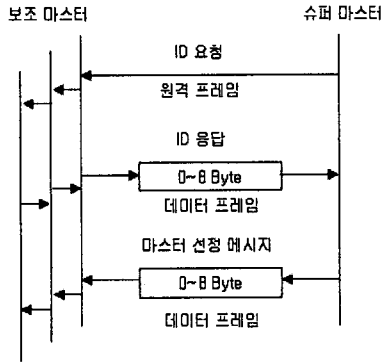 보조 마스터
슈퍼 마스터
ID 요청
원격 프레임
ID 응답
0~8 Byte
데이터 프레임
마스터 선정 메시지
0~8 Byte
데이터 프레임